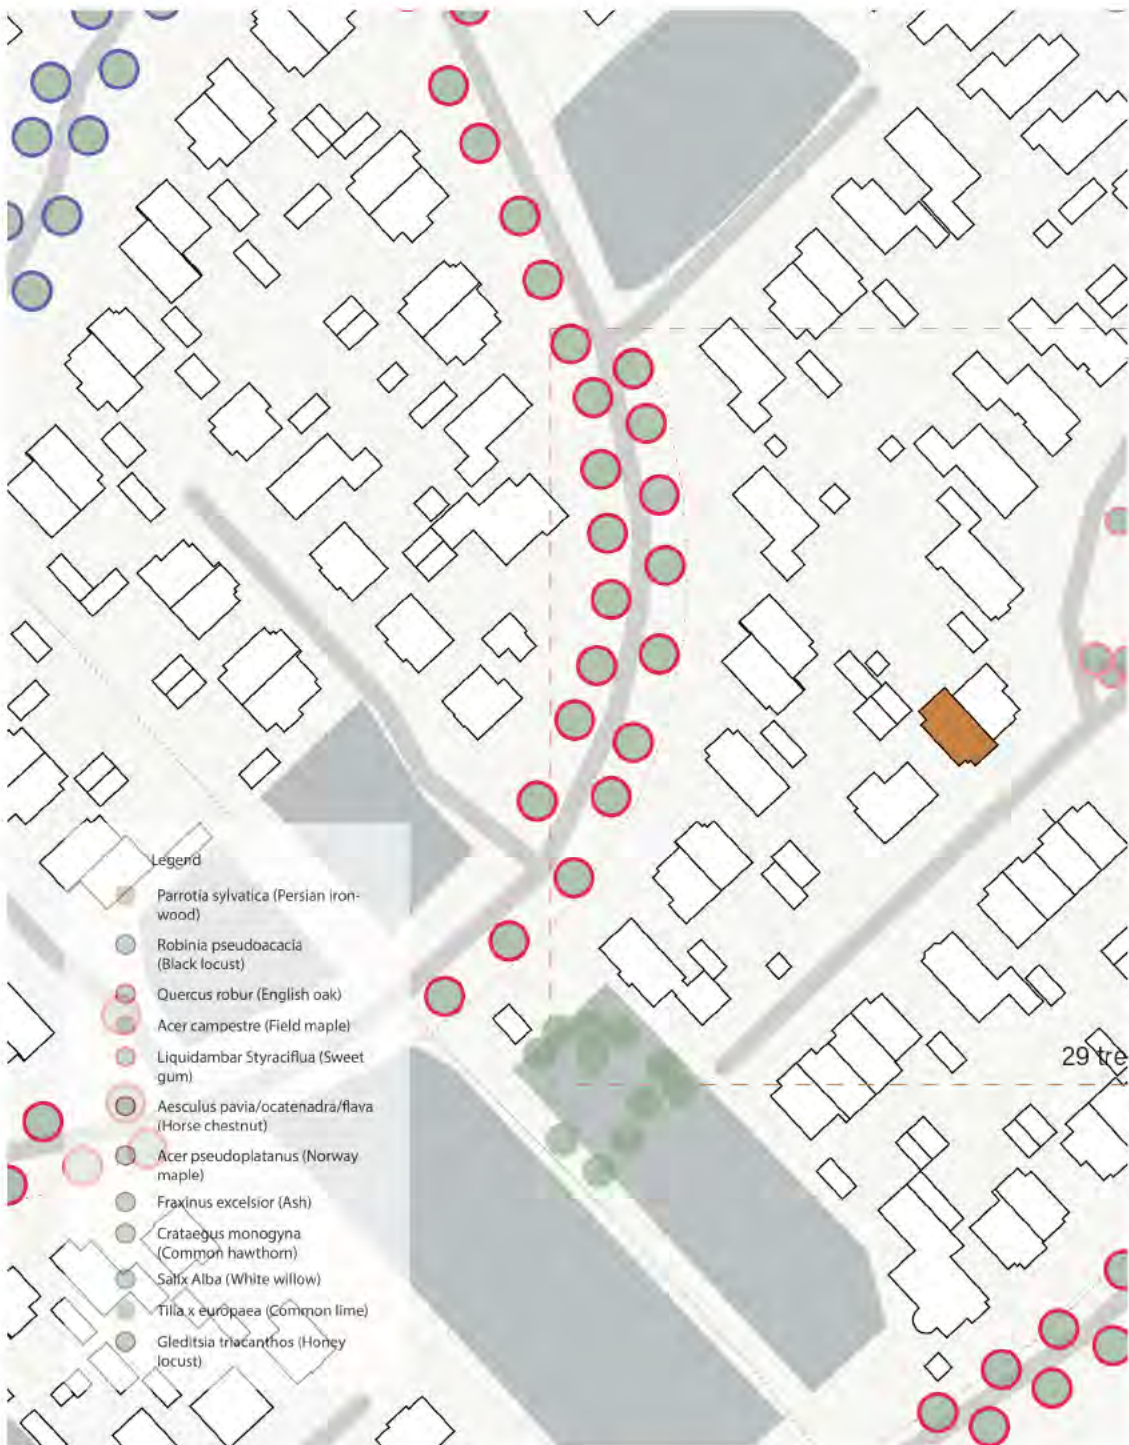 29 tre
Legend
Parrotia sylvatica (Persian iron-
wood)
Robinia pseudoacacia
(Black locust)
Quercus robur (English oak)
Acer campestre (Field maple)
Liquidambar Styraciflua (Sweet
gum)
Aesculus pavia/ocatenadra/flava
(Horse chestnut)
Acer pseudoplatanus (Norway
maple)
Fraxinus excelsior (Ash)
Crataegus monogyna
(Common hawthorn)
Salix Alba (White willow)
Tilia x europaea (Common lime)
Gleditsia triacanthos (Honey
locust)